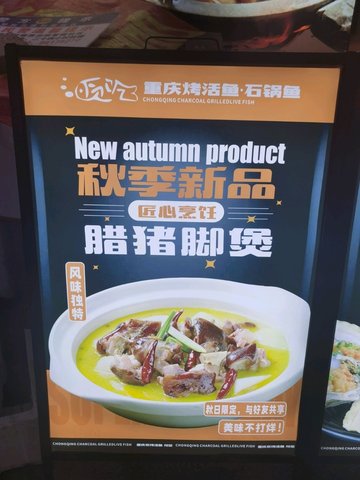 重庆烤活鱼·石锅鱼
CHONGQING CHARCOAL GRILLEDLIVE FISH
New autumn product
秋季新品
匠心烹饪
腊猪脚煲
风味独特
秋日限定，与好友共享
美味不打烊！
CHONGQING CHARCOAL GRILLEDLIVE FISH